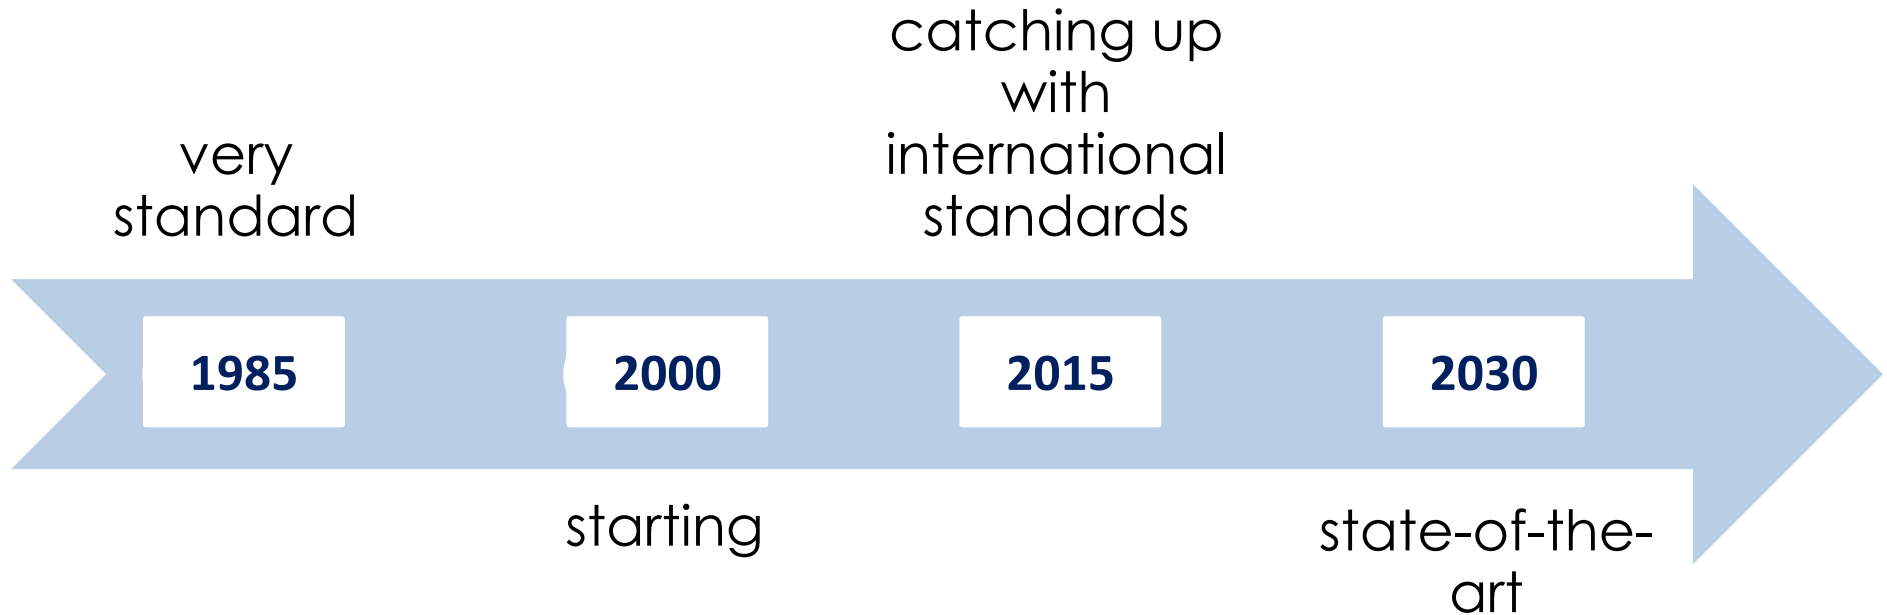 catching up
with
international
standards
very
standard
1985
2000
2015
2030
starting
state-of-the-
art